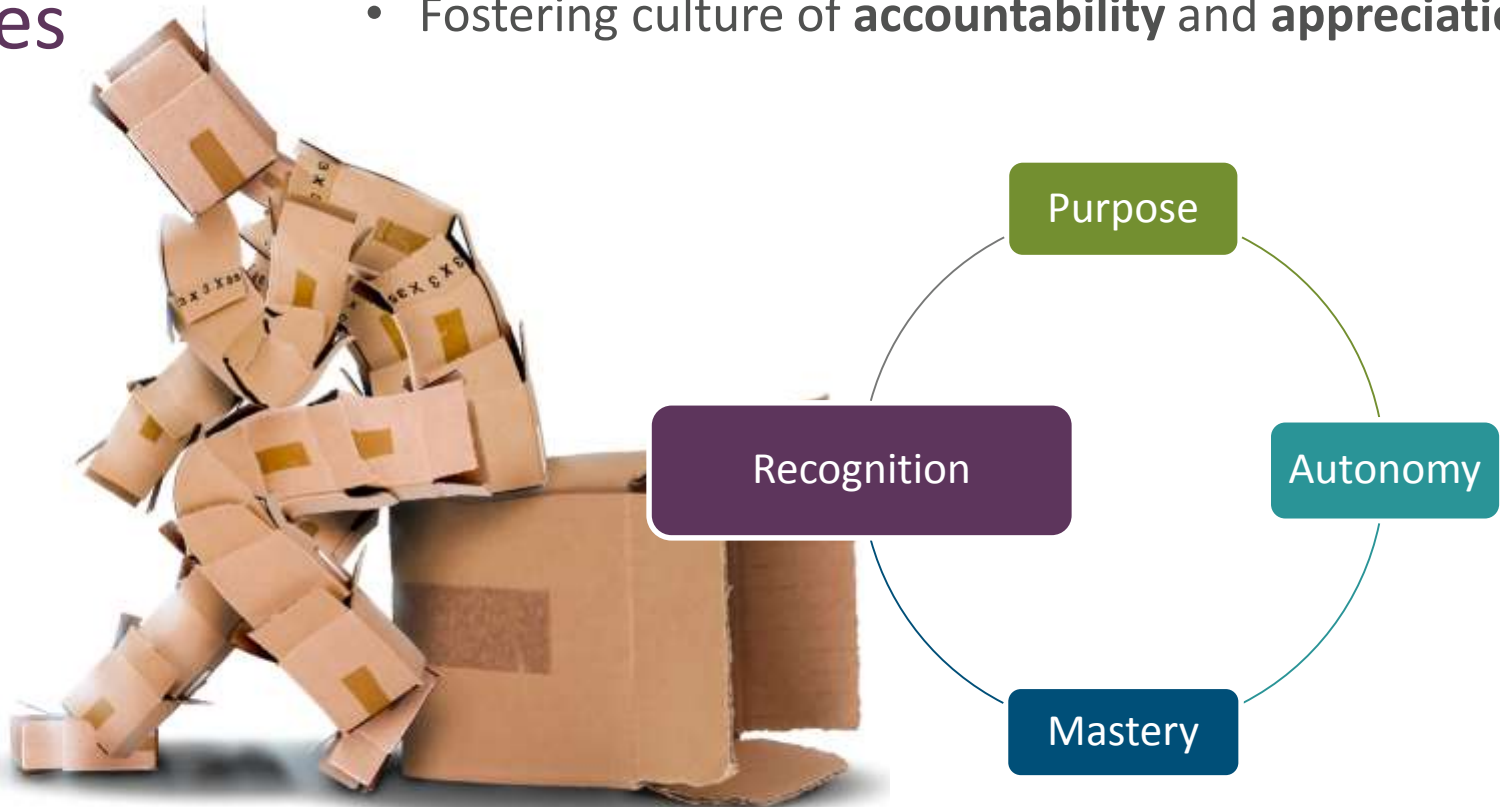 es
• Fostering culture of accountability and appreciatio
Purpose
Recognition
Autonomy
Mastery